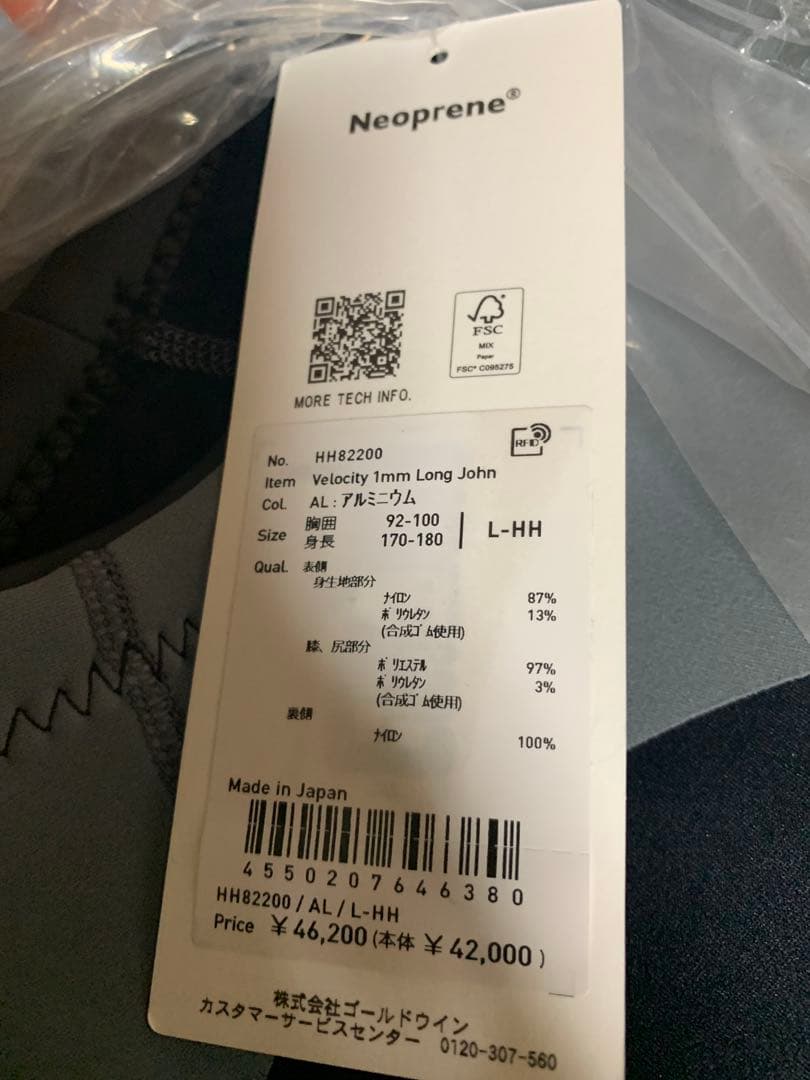 Neoprene®
FSC
MIX
Paper
FSC® C095275
MORE TECH INFO.
RFID
No. HH82200
Item Velocity 1mm Long John
Col. AL : アルミニウム
Size 胸囲 92-100 L-HH
身長 170-180
Qual. 表側
身生地部分
ナイロン 87%
ポリウレタン 13%
(合成ゴム使用)
膝、尻部分
ポリエステル 97%
ポリウレタン 3%
(合成ゴム使用)
裏側
ナイロン 100%
Made in Japan
4550207646380
HH82200 / AL / L-HH
Price ¥46,200 (本体 ¥42,000)
株式会社ゴールドウイン
カスタマーサービスセンター 0120-307-560